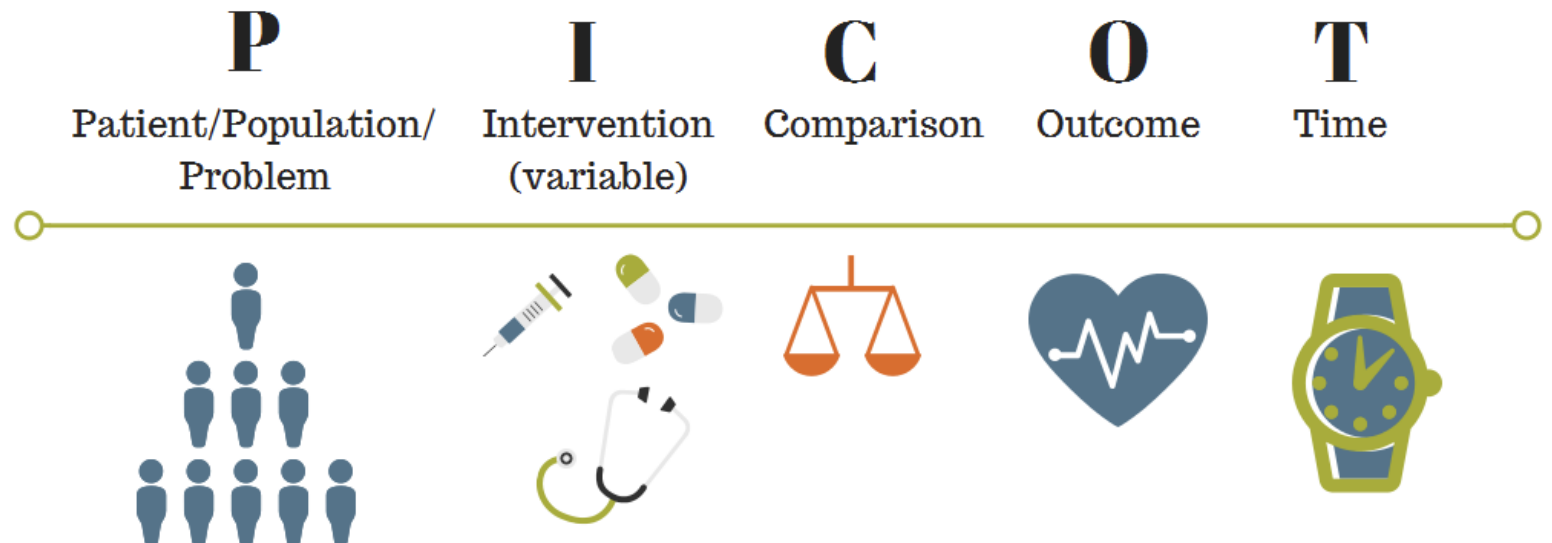 P I C O T
Patient/Population/ Intervention Comparison Outcome Time
Problem (variable)